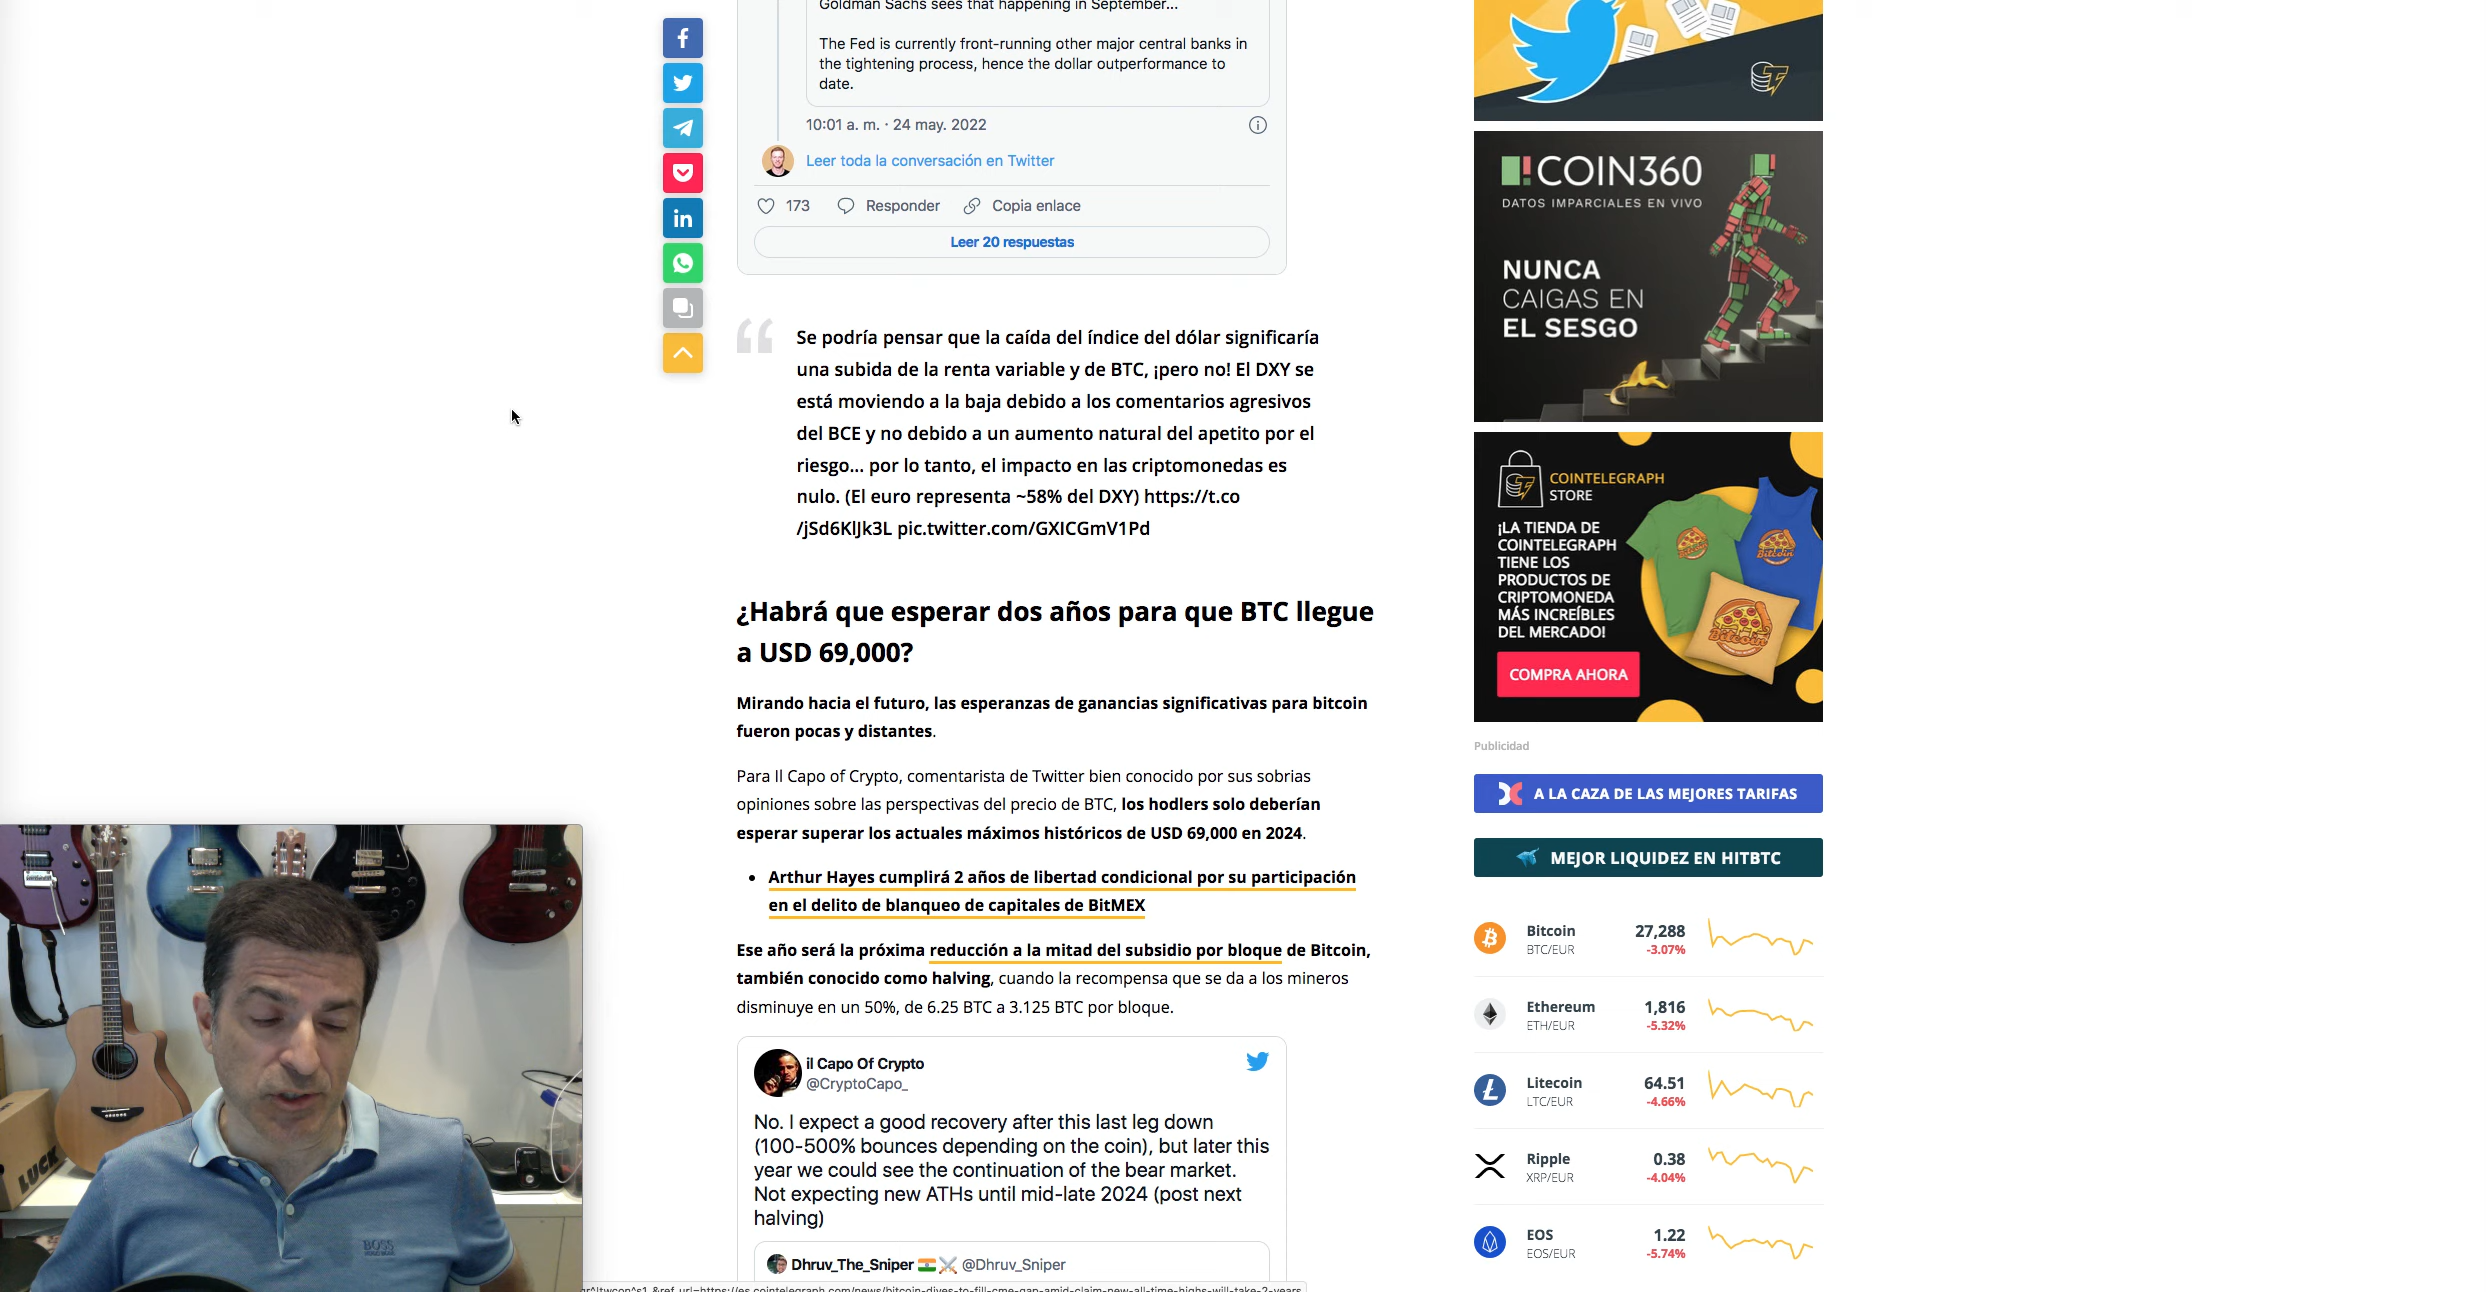 Goldman Sachs sees that happening in September...
The Fed is currently front-running other major central banks in
the tightening process, hence the dollar outperformance to
date.
10:01 a. m. · 24 may. 2022
Leer toda la conversación en Twitter
173 Responder Copia enlace
Leer 20 respuestas
Se podría pensar que la caída del índice del dólar significaría
una subida de la renta variable y de BTC, ¡pero no! El DXY se
está moviendo a la baja debido a los comentarios agresivos
del BCE y no debido a un aumento natural del apetito por el
riesgo... por lo tanto, el impacto en las criptomonedas es
nulo. (El euro representa ~58% del DXY) https://t.co
/jSd6KlJk3L pic.twitter.com/GXICGmV1Pd
¿Habrá que esperar dos años para que BTC llegue
a USD 69,000?
Mirando hacia el futuro, las esperanzas de ganancias significativas para bitcoin
fueron pocas y distantes.
Para Il Capo of Crypto, comentarista de Twitter bien conocido por sus sobrias
opiniones sobre las perspectivas del precio de BTC, los hodlers solo deberían
esperar superar los actuales máximos históricos de USD 69,000 en 2024.
• Arthur Hayes cumplirá 2 años de libertad condicional por su participación
en el delito de blanqueo de capitales de BitMEX
Ese año será la próxima reducción a la mitad del subsidio por bloque de Bitcoin,
también conocido como halving, cuando la recompensa que se da a los mineros
disminuye en un 50%, de 6.25 BTC a 3.125 BTC por bloque.
il Capo Of Crypto
@CryptoCapo_
No. I expect a good recovery after this last leg down
(100-500% bounces depending on the coin), but later this
year we could see the continuation of the bear market.
Not expecting new ATHs until mid-late 2024 (post next
halving)
Dhruv_The_Sniper @Dhruv_Sniper
COIN360
DATOS IMPARCIALES EN VIVO
NUNCA
CAIGAS EN
EL SESGO
COINTELEGRAPH
STORE
¡LA TIENDA DE
COINTELEGRAPH
TIENE LOS
PRODUCTOS DE
CRIPTOMONEDA
MÁS INCREÍBLES
DEL MERCADO!
COMPRA AHORA
Bitcoin
Bitcoin
Publicidad
A LA CAZA DE LAS MEJORES TARIFAS
MEJOR LIQUIDEZ EN HITBTC
Bitcoin 27,288
BTC/EUR -3.07%
Ethereum 1,816
ETH/EUR -5.32%
Litecoin 64.51
LTC/EUR -4.66%
Ripple 0.38
XRP/EUR -4.04%
EOS 1.22
EOS/EUR -5.74%
LUCK
BOSS